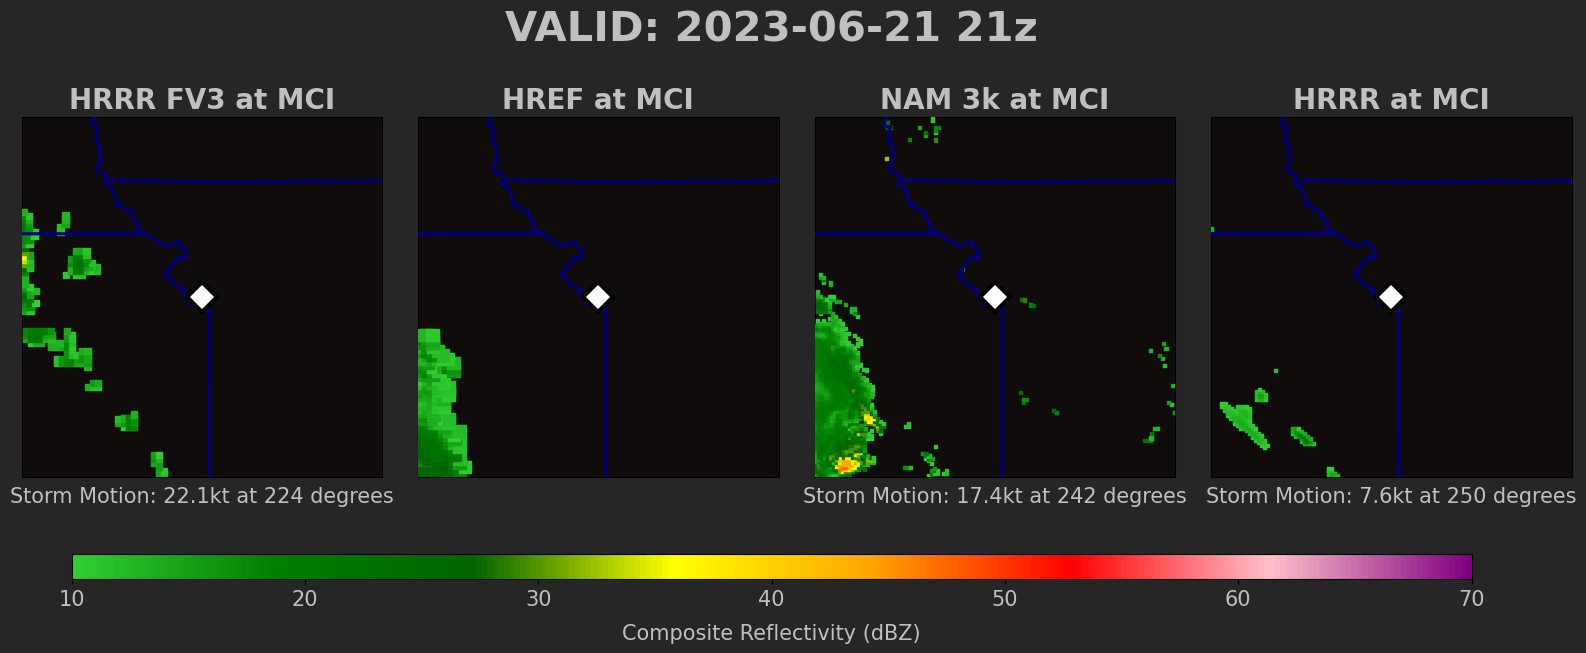 VALID: 2023-06-21 21z
HRRR FV3 at MCI
HREF at MCI
NAM 3k at MCI
HRRR at MCI
Storm Motion: 22.1kt at 224 degrees
Storm Motion: 17.4kt at 242 degrees
Storm Motion: 7.6kt at 250 degrees
10 20 30 40 50 60 70
Composite Reflectivity (dBZ)